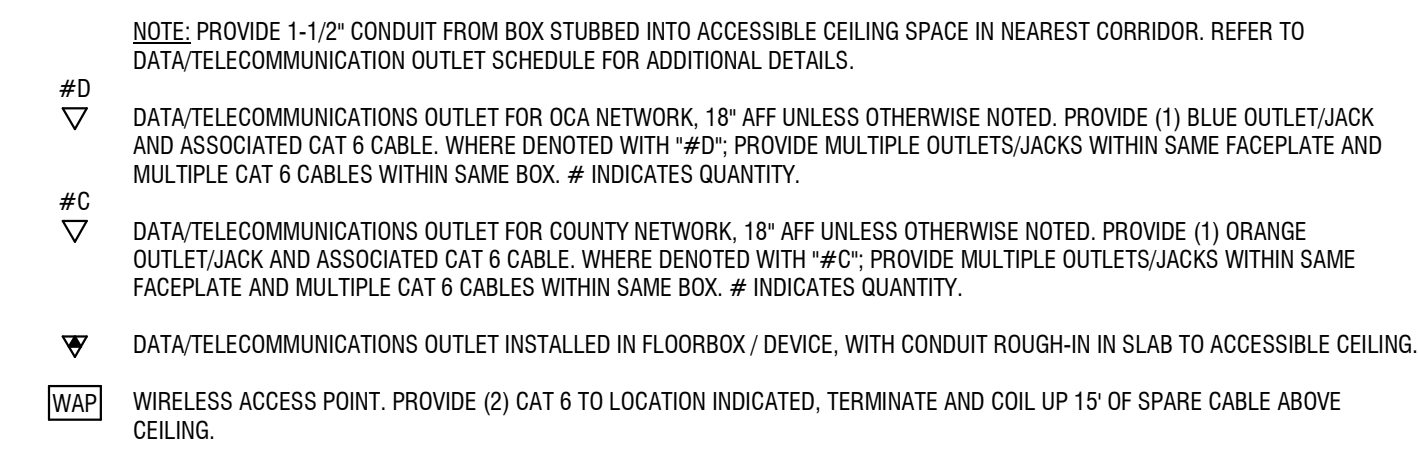 NOTE: PROVIDE 1-1/2" CONDUIT FROM BOX STUBBED INTO ACCESSIBLE CEILING SPACE IN NEAREST CORRIDOR. REFER TO
DATA/TELECOMMUNICATION OUTLET SCHEDULE FOR ADDITIONAL DETAILS.
#D
DATA/TELECOMMUNICATIONS OUTLET FOR OCA NETWORK, 18" AFF UNLESS OTHERWISE NOTED. PROVIDE (1) BLUE OUTLET/JACK
AND ASSOCIATED CAT 6 CABLE. WHERE DENOTED WITH "#D"; PROVIDE MULTIPLE OUTLETS/JACKS WITHIN SAME FACEPLATE AND
MULTIPLE CAT 6 CABLES WITHIN SAME BOX. # INDICATES QUANTITY.
#C
DATA/TELECOMMUNICATIONS OUTLET FOR COUNTY NETWORK, 18" AFF UNLESS OTHERWISE NOTED. PROVIDE (1) ORANGE
OUTLET/JACK AND ASSOCIATED CAT 6 CABLE. WHERE DENOTED WITH "#C"; PROVIDE MULTIPLE OUTLETS/JACKS WITHIN SAME
FACEPLATE AND MULTIPLE CAT 6 CABLES WITHIN SAME BOX. # INDICATES QUANTITY.
DATA/TELECOMMUNICATIONS OUTLET INSTALLED IN FLOORBOX / DEVICE, WITH CONDUIT ROUGH-IN IN SLAB TO ACCESSIBLE CEILING.
WAP WIRELESS ACCESS POINT. PROVIDE (2) CAT 6 TO LOCATION INDICATED, TERMINATE AND COIL UP 15' OF SPARE CABLE ABOVE
CEILING.